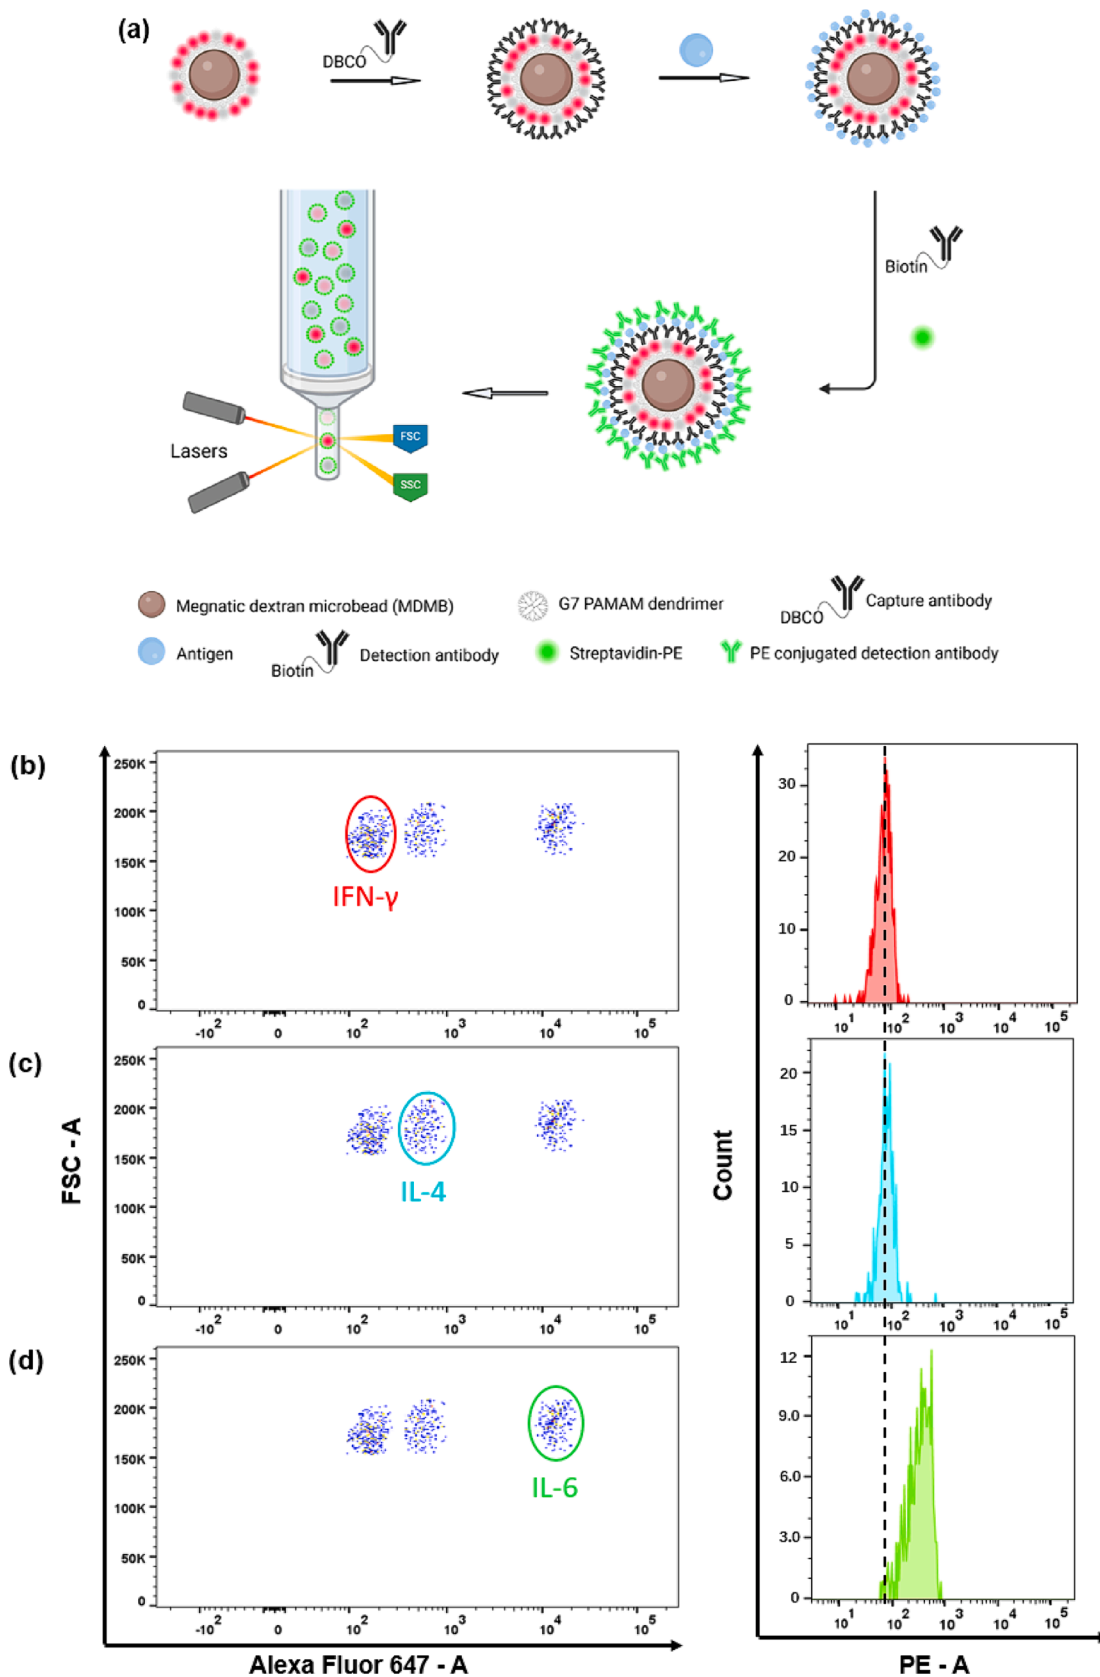 (a)
DBCO
Biotin
Lasers
FSC
SSC
Megnatic dextran microbead (MDMB)
G7 PAMAM dendrimer
DBCO
Capture antibody
Antigen
Biotin
Detection antibody
Streptavidin-PE
PE conjugated detection antibody
(b)
250K
200K
150K
100K
50K
0
IFN-γ
-10² 0 10² 10³ 10⁴ 10⁵
30
20
10
0
10¹ 10² 10³ 10⁴ 10⁵
(c)
250K
200K
150K
100K
50K
0
IL-4
-10² 0 10² 10³ 10⁴ 10⁵
20
15
10
5
0
10¹ 10² 10³ 10⁴ 10⁵
FSC - A
Count
(d)
250K
200K
150K
100K
50K
0
IL-6
-10² 0 10² 10³ 10⁴ 10⁵
12
9.0
6.0
3.0
0
10¹ 10² 10³ 10⁴ 10⁵
Alexa Fluor 647 - A
PE - A